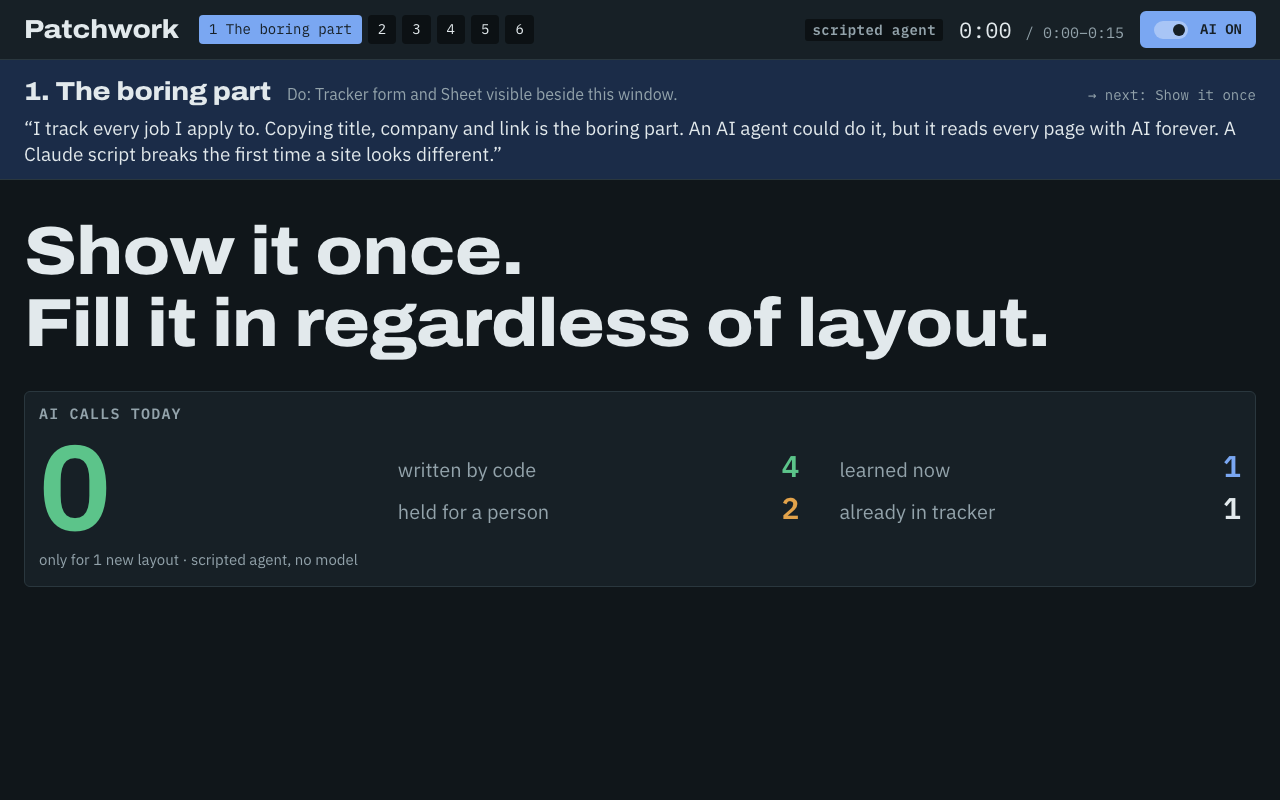 Patchwork
1 The boring part
2
3
4
5
6
scripted agent
0:00 / 0:00–0:15
AI ON
1. The boring part
Do: Tracker form and Sheet visible beside this window.
→ next: Show it once
“I track every job I apply to. Copying title, company and link is the boring part. An AI agent could do it, but it reads every page with AI forever. A
Claude script breaks the first time a site looks different.”
Show it once.
Fill it in regardless of layout.
AI CALLS TODAY
0
written by code 4
learned now 1
held for a person 2
already in tracker 1
only for 1 new layout · scripted agent, no model